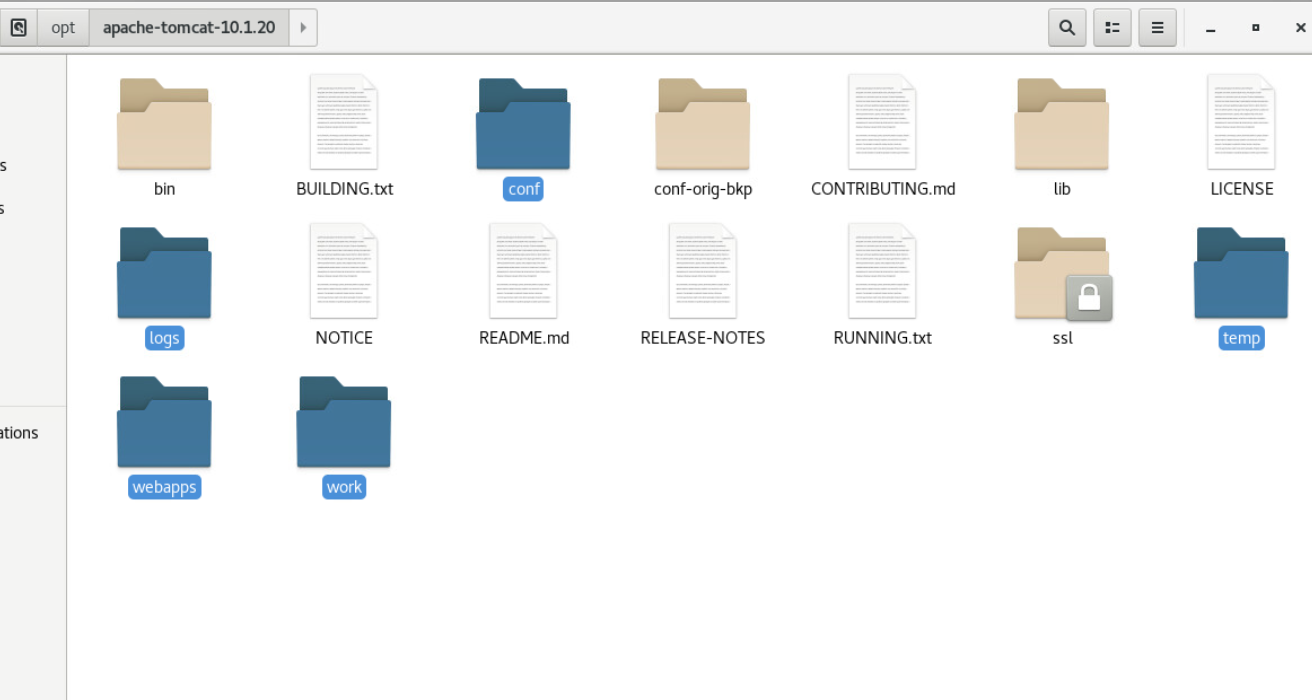 opt apache-tomcat-10.1.20
s
s
ations
bin BUILDING.txt conf conf-orig-bkp CONTRIBUTING.md lib LICENSE
logs NOTICE README.md RELEASE-NOTES RUNNING.txt ssl temp
webapps work